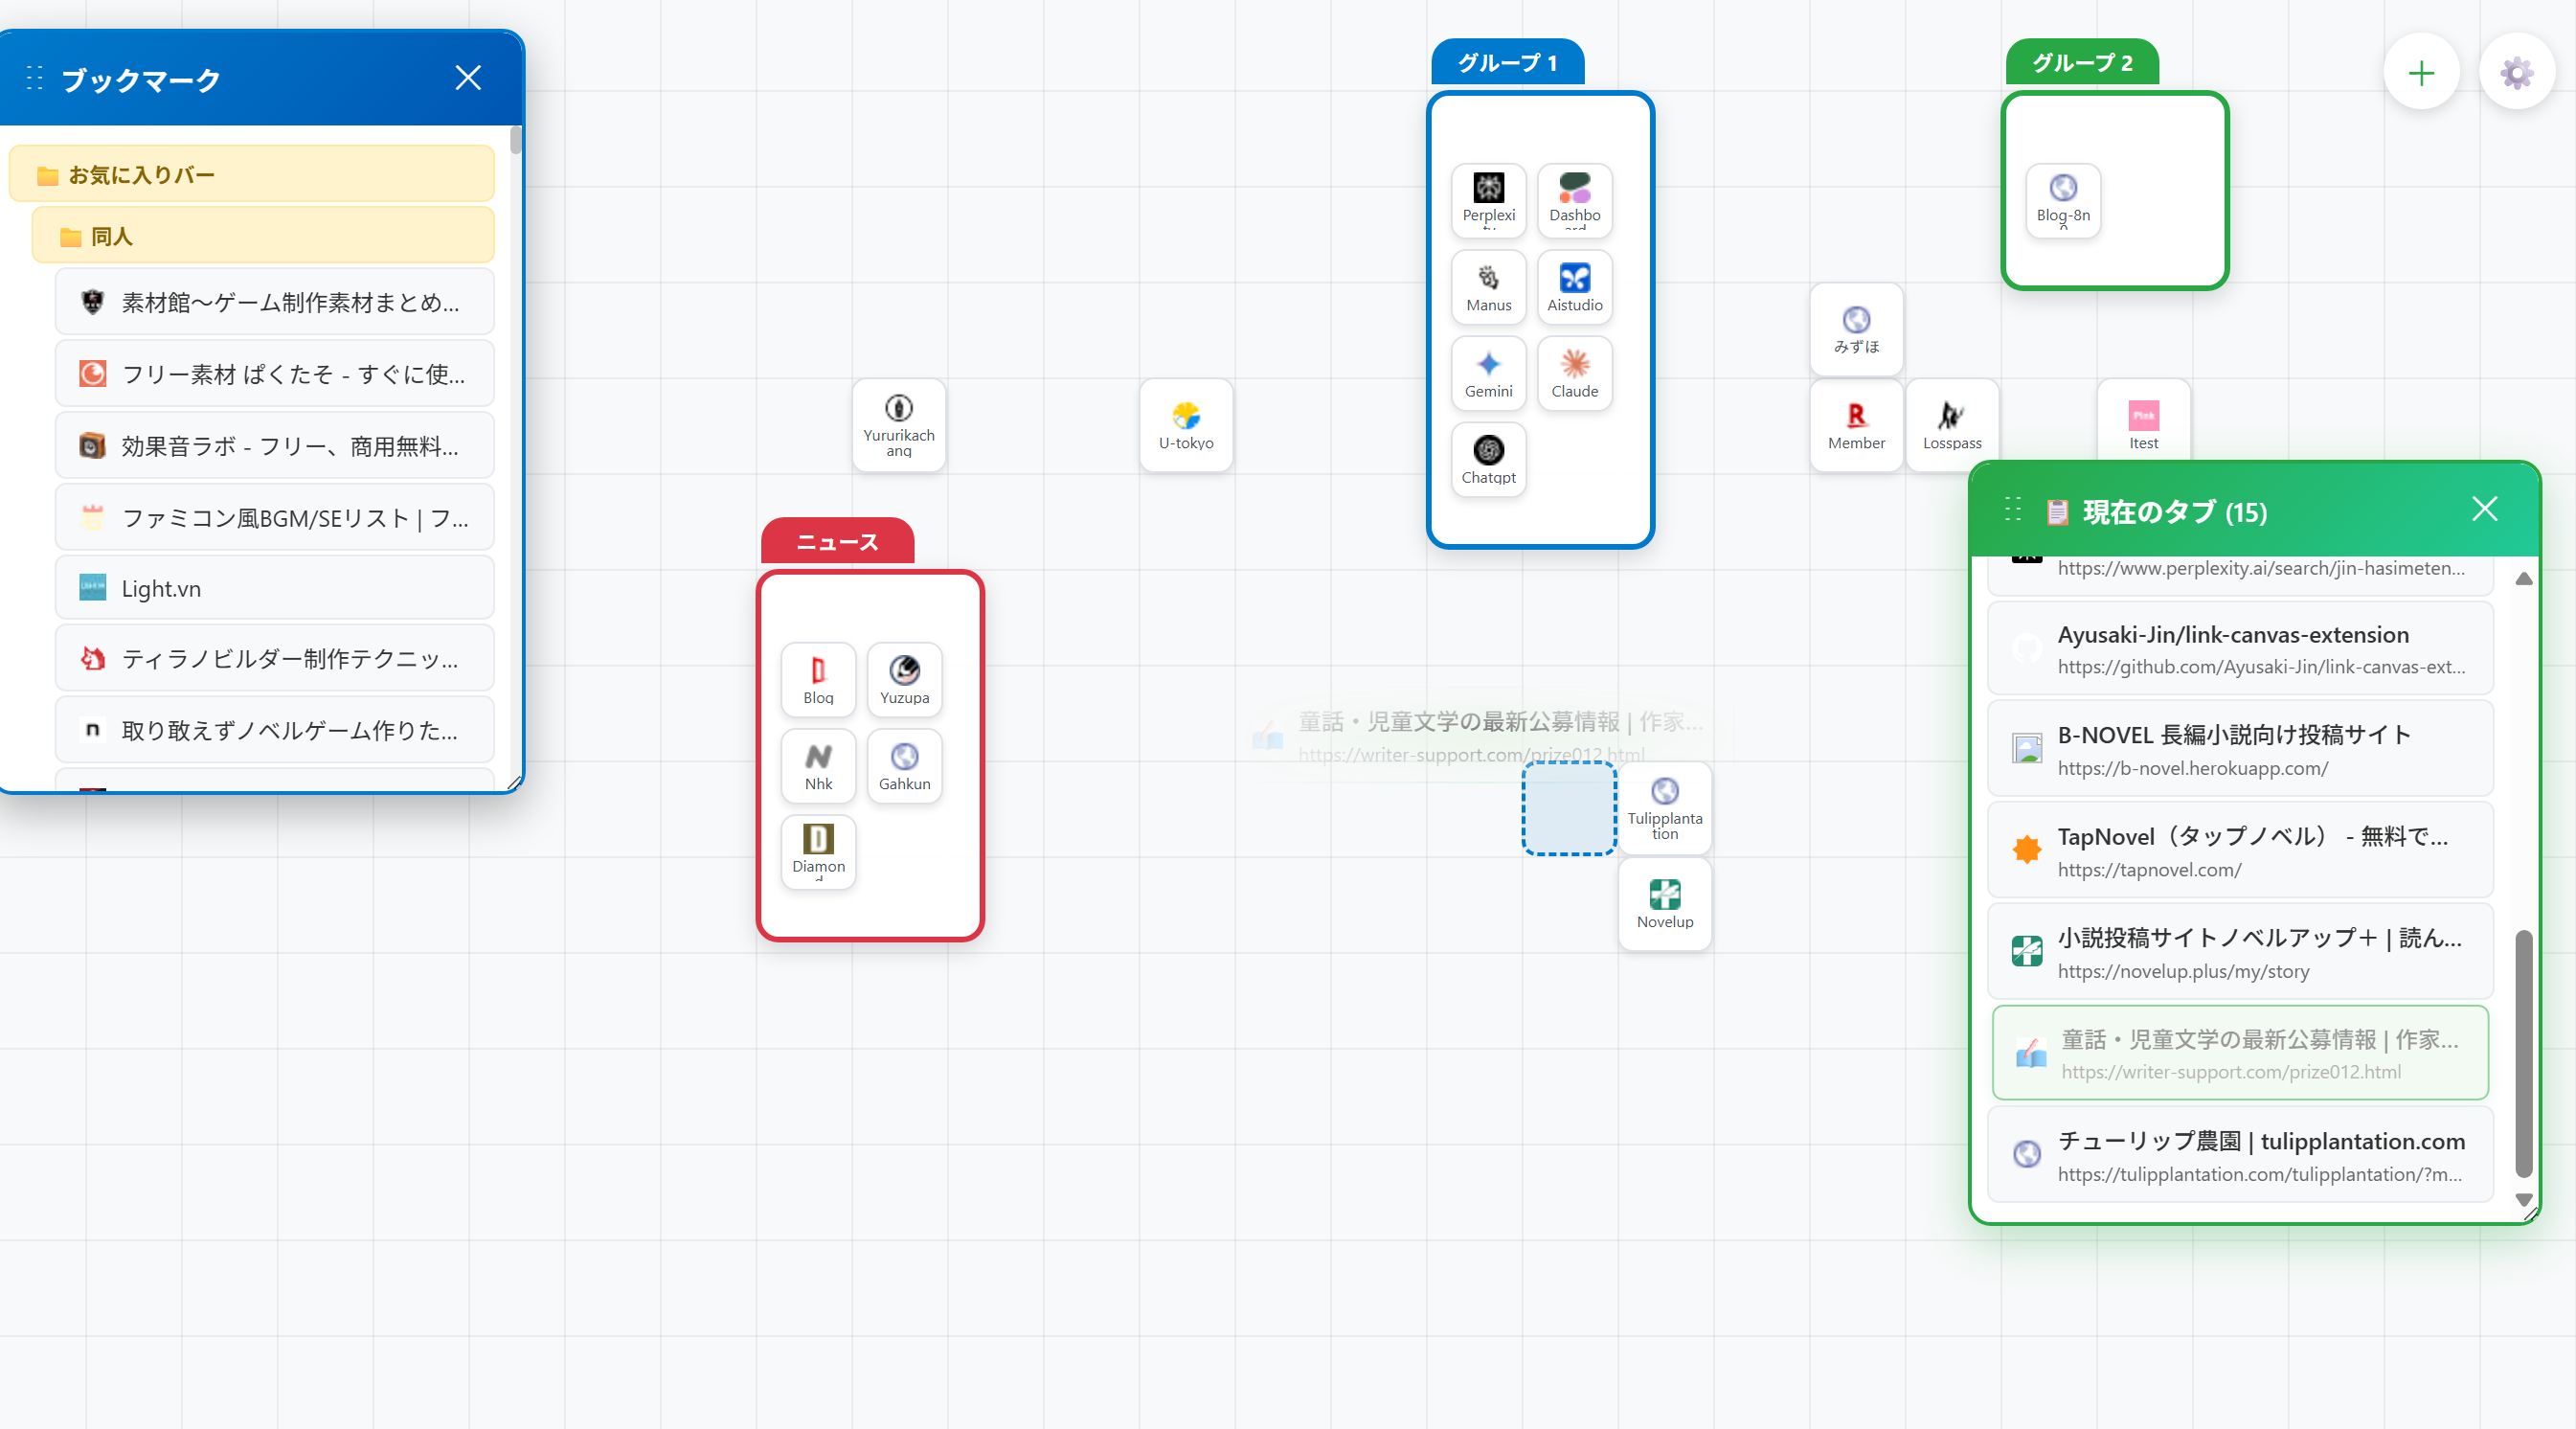 ブックマーク
お気に入りバー
同人
素材館～ゲーム制作素材まとめ...
フリー素材 ぱくたそ - すぐに使...
効果音ラボ - フリー、商用無料...
ファミコン風BGM/SEリスト | フ...
Light.vn
ティラノビルダー制作テクニッ...
取り敢えずノベルゲーム作りた...
グループ 1
Perplexi
Dashbo
Manus
Aistudio
Gemini
Claude
Chatgpt
グループ 2
Blog-8n
みずほ
Yururikach
ang
U-tokyo
Member
Losspass
Pink
Itest
ニュース
Blog
Yuzupa
Nhk
Gahkun
Diamon
童話・児童文学の最新公募情報 | 作家...
https://writer-support.com/prize012.html
Tulipplanta
tion
Novelup
現在のタブ (15)
https://www.perplexity.ai/search/jin-hasimeten...
Ayusaki-Jin/link-canvas-extension
https://github.com/Ayusaki-Jin/link-canvas-ext...
B-NOVEL 長編小説向け投稿サイト
https://b-novel.herokuapp.com/
TapNovel（タップノベル） - 無料で...
https://tapnovel.com/
小説投稿サイトノベルアップ＋ | 読ん...
https://novelup.plus/my/story
童話・児童文学の最新公募情報 | 作家...
https://writer-support.com/prize012.html
チューリップ農園 | tulipplantation.com
https://tulipplantation.com/tulipplantation/?m...